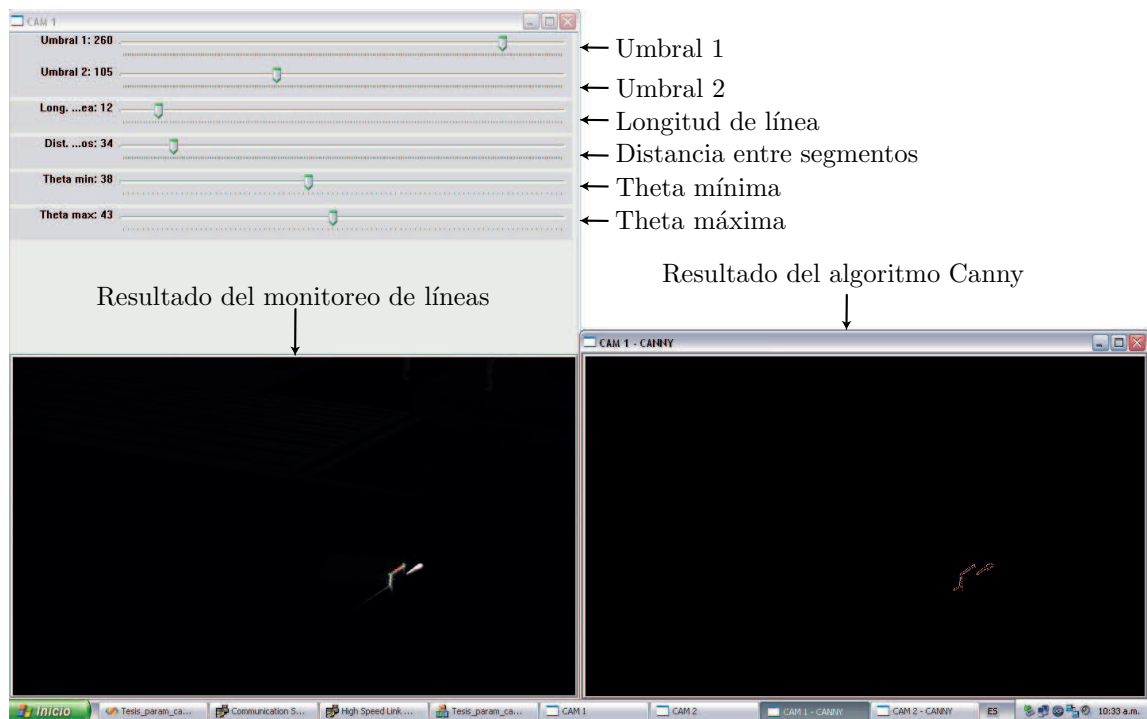 CAM 1
Umbral 1: 260
Umbral 1
Umbral 2: 105
Umbral 2
Long. ...ea: 12
Longitud de línea
Dist. ...os: 34
Distancia entre segmentos
Theta min: 38
Theta mínima
Theta max: 43
Theta máxima
Resultado del algoritmo Canny
Resultado del monitoreo de líneas
CAM 1 - CANNY
Inicio
Tesis_param_ca...
Communication S...
High Speed Link ...
Tesis_param_ca...
CAM 1
CAM 2
CAM 1 - CANNY
CAM 2 - CANNY
ES
10:33 a.m.